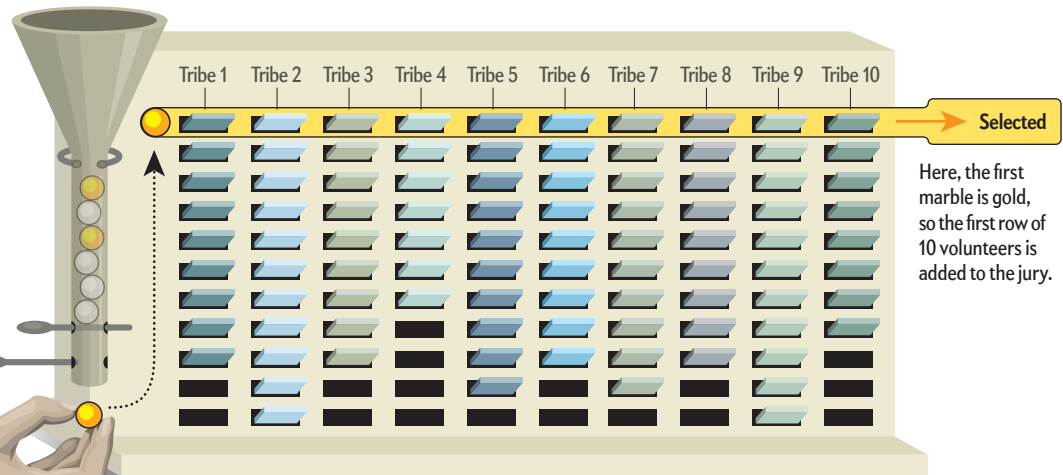 Tribe 1 Tribe 2 Tribe 3 Tribe 4 Tribe 5 Tribe 6 Tribe 7 Tribe 8 Tribe 9 Tribe 10
Selected
Here, the first
marble is gold,
so the first row of
10 volunteers is
added to the jury.